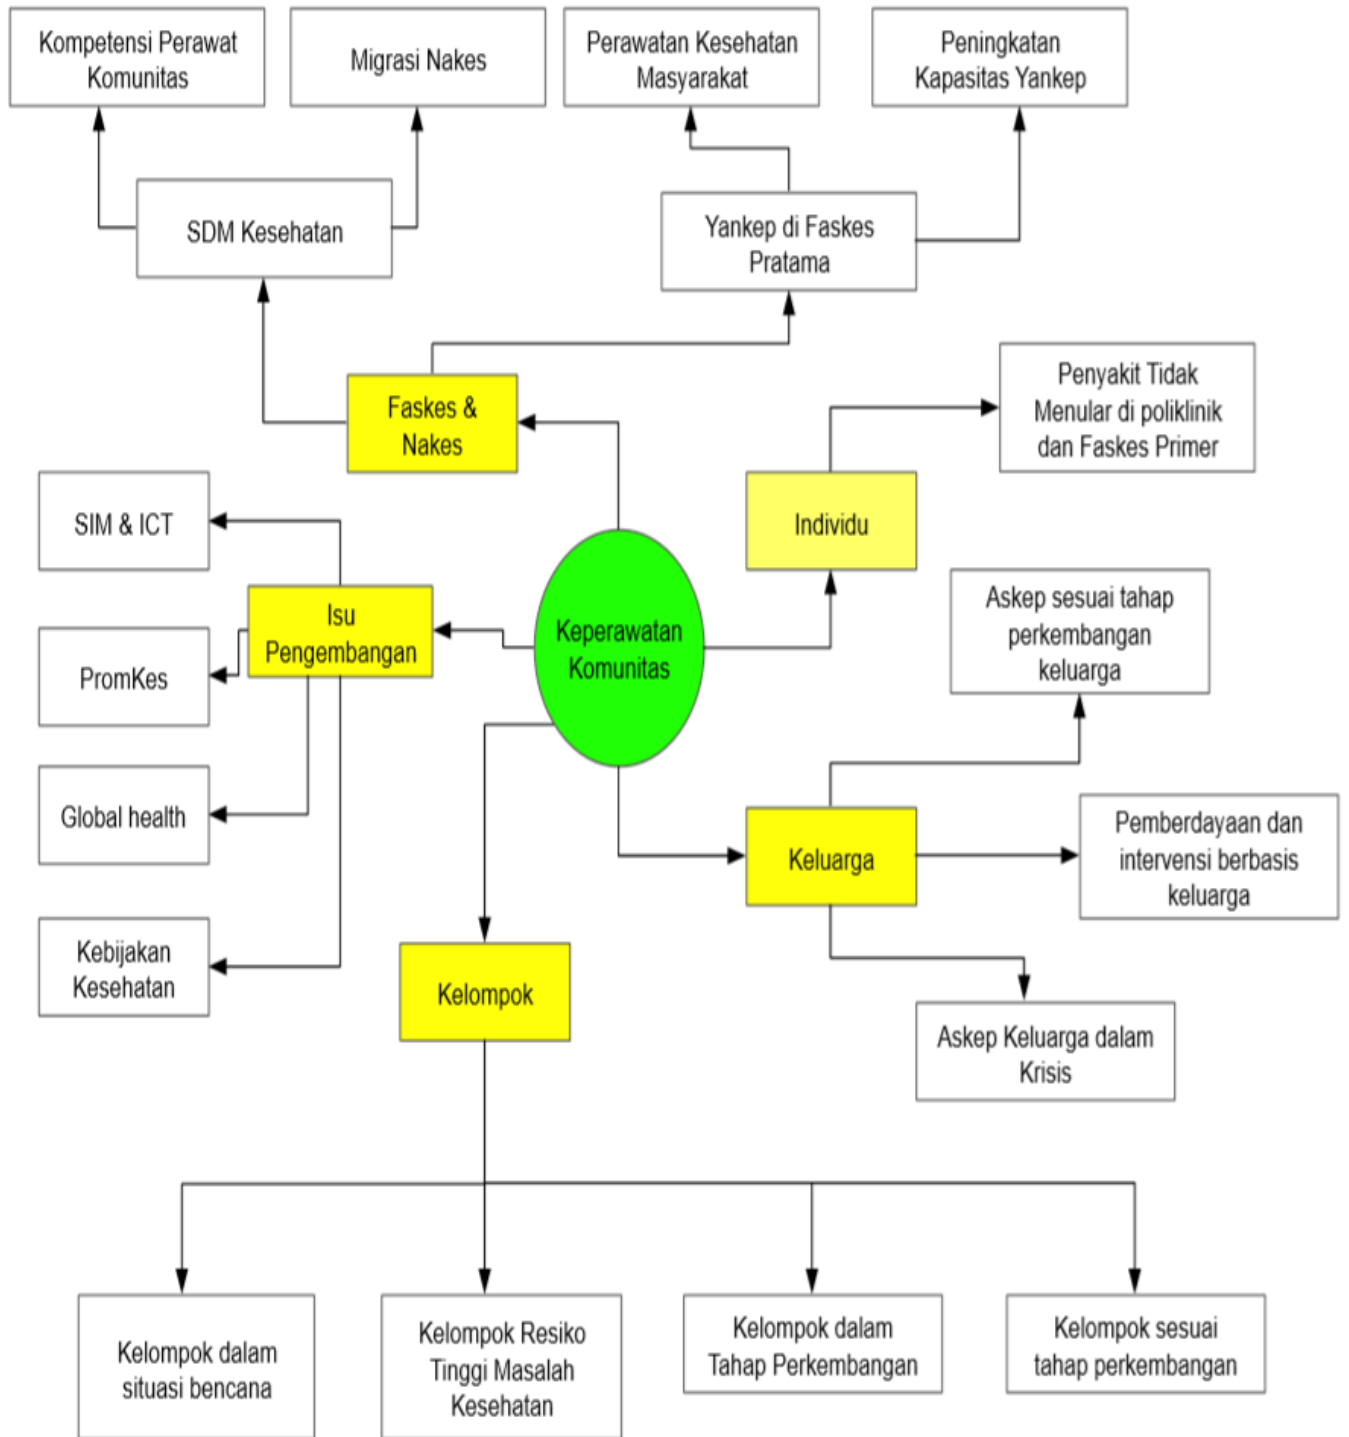 Kompetensi Perawat
Komunitas
Migrasi Nakes
Perawatan Kesehatan
Masyarakat
Peningkatan
Kapasitas Yankep
SDM Kesehatan
Yankep di Faskes
Pratama
Faskes &
Nakes
Penyakit Tidak
Menular di poliklinik
dan Faskes Primer
SIM & ICT
Individu
Isu
Pengembangan
Keperawatan
Komunitas
Askep sesuai tahap
perkembangan
keluarga
PromKes
Global health
Keluarga
Pemberdayaan dan
intervensi berbasis
keluarga
Kebijakan
Kesehatan
Kelompok
Askep Keluarga dalam
Krisis
Kelompok dalam
situasi bencana
Kelompok Resiko
Tinggi Masalah
Kesehatan
Kelompok dalam
Tahap Perkembangan
Kelompok sesuai
tahap perkembangan